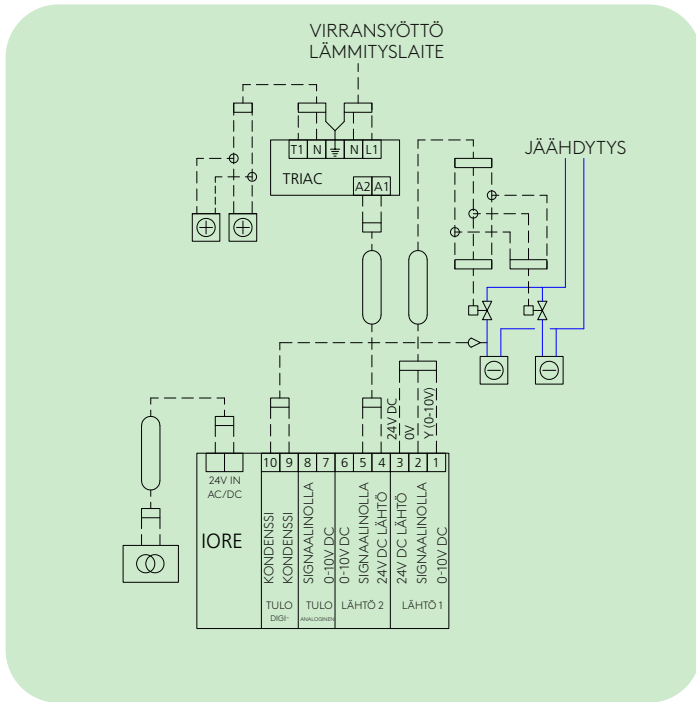 VIRRANSYÖTTÖ
LÄMMITYSLAITE
JÄÄHDYTYS
T1 N N L1
TRIAC
A2 A1
24V DC
0V
Y (0-10V)
10 9 8 7 6 5 4 3 2 1
24V IN
AC/DC
IORE
KONDENSSI
KONDENSSI
SIGNAALINOLLA
0-10V DC
0-10V DC
SIGNAALINOLLA
24V DC LÄHTÖ
24V DC LÄHTÖ
SIGNAALINOLLA
0-10V DC
TULO
DIGI-
TULO
ANALOGINEN
LÄHTÖ 2
LÄHTÖ 1